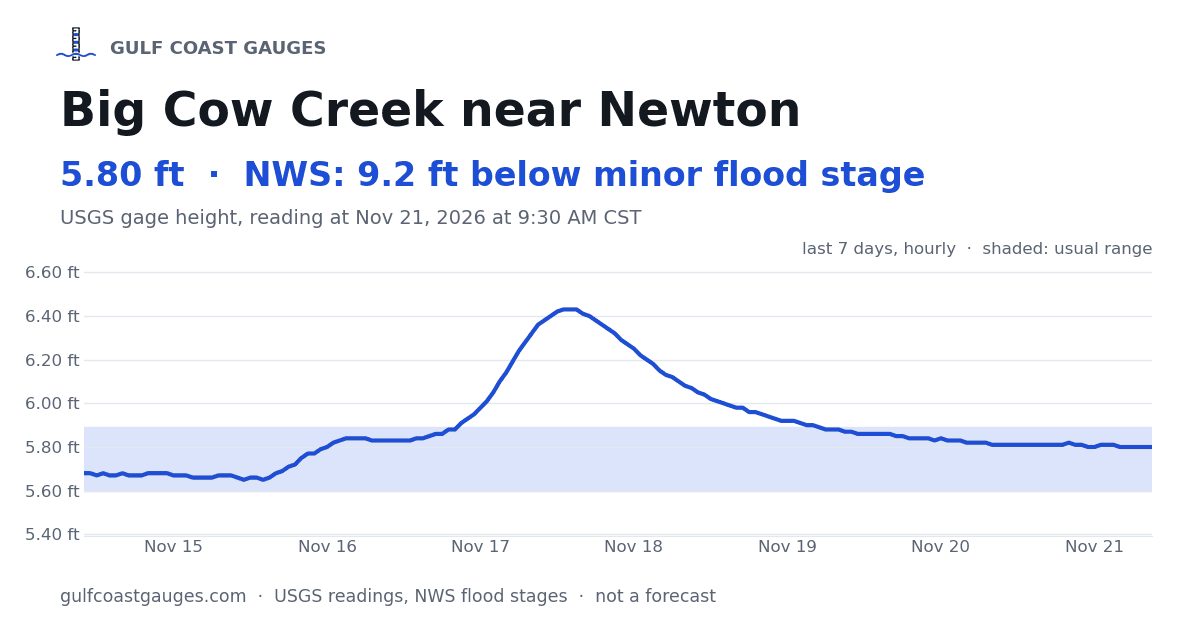 GULF COAST GAUGES
Big Cow Creek near Newton
5.80 ft · NWS: 9.2 ft below minor flood stage
USGS gage height, reading at Nov 21, 2026 at 9:30 AM CST
last 7 days, hourly · shaded: usual range
6.60 ft
6.40 ft
6.20 ft
6.00 ft
5.80 ft
5.60 ft
5.40 ft
Nov 15 Nov 16 Nov 17 Nov 18 Nov 19 Nov 20 Nov 21
gulfcoastgauges.com · USGS readings, NWS flood stages · not a forecast